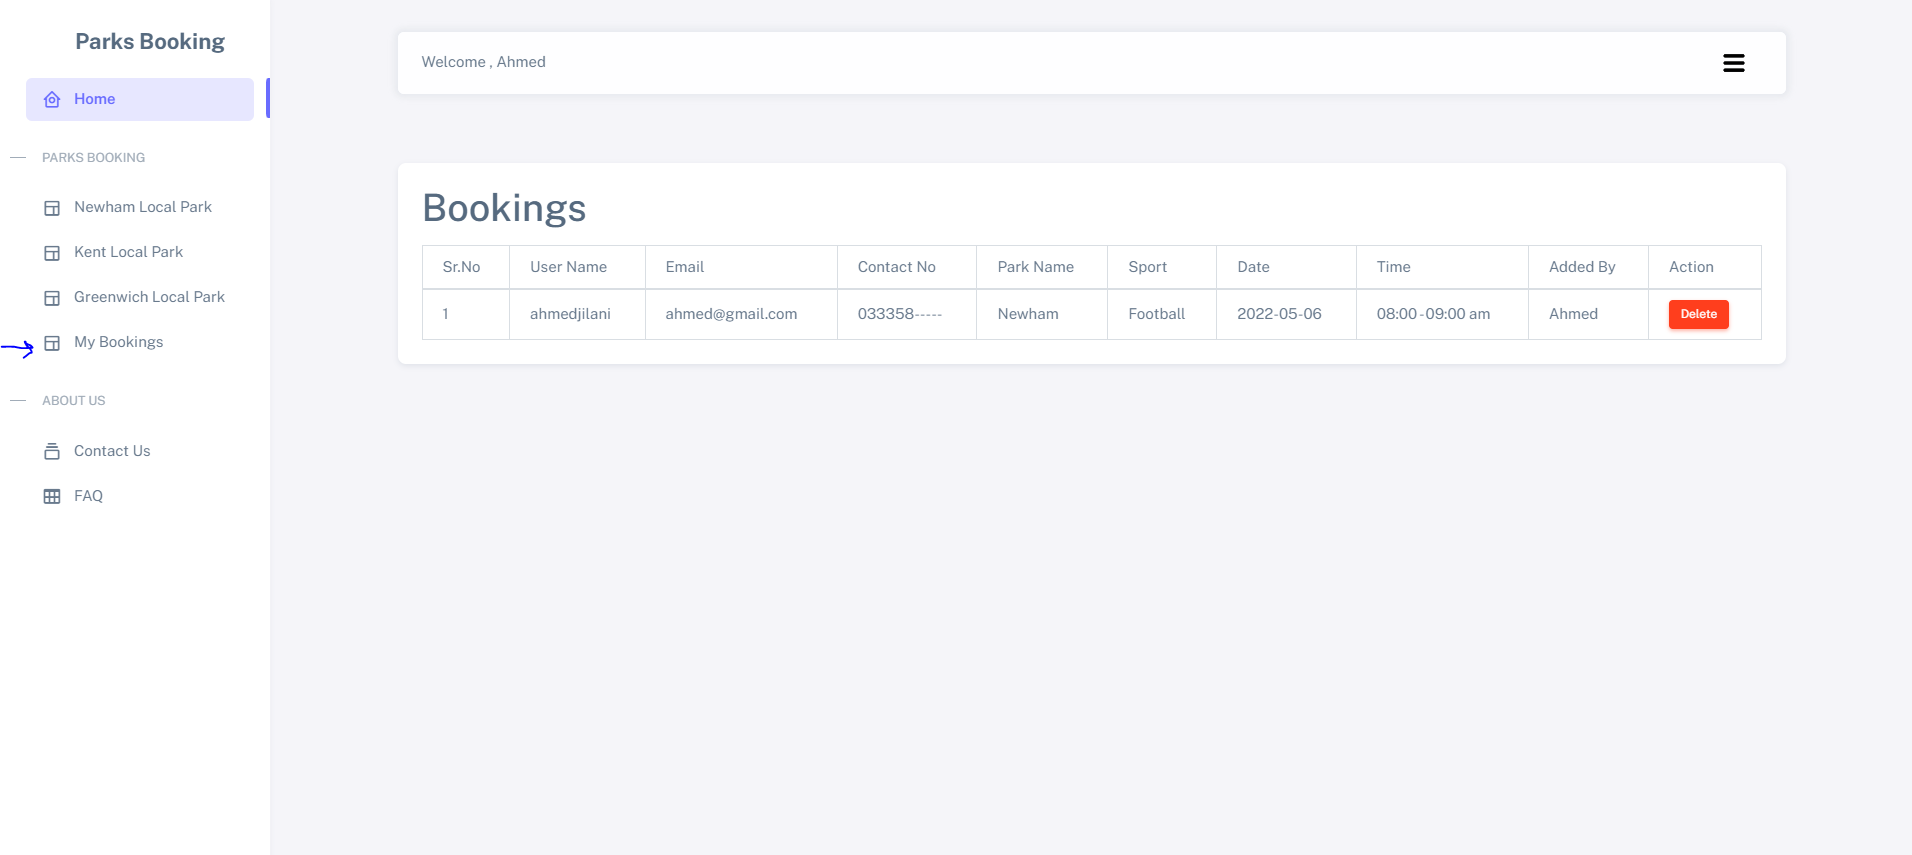 Parks Booking
Home
PARKS BOOKING
Newham Local Park
Kent Local Park
Greenwich Local Park
My Bookings
ABOUT US
Contact Us
FAQ
Welcome , Ahmed
Bookings
Sr.No User Name Email Contact No Park Name Sport Date Time Added By Action
1 ahmedjilani ahmed@gmail.com 033358----- Newham Football 2022-05-06 08:00-09:00 am Ahmed Delete